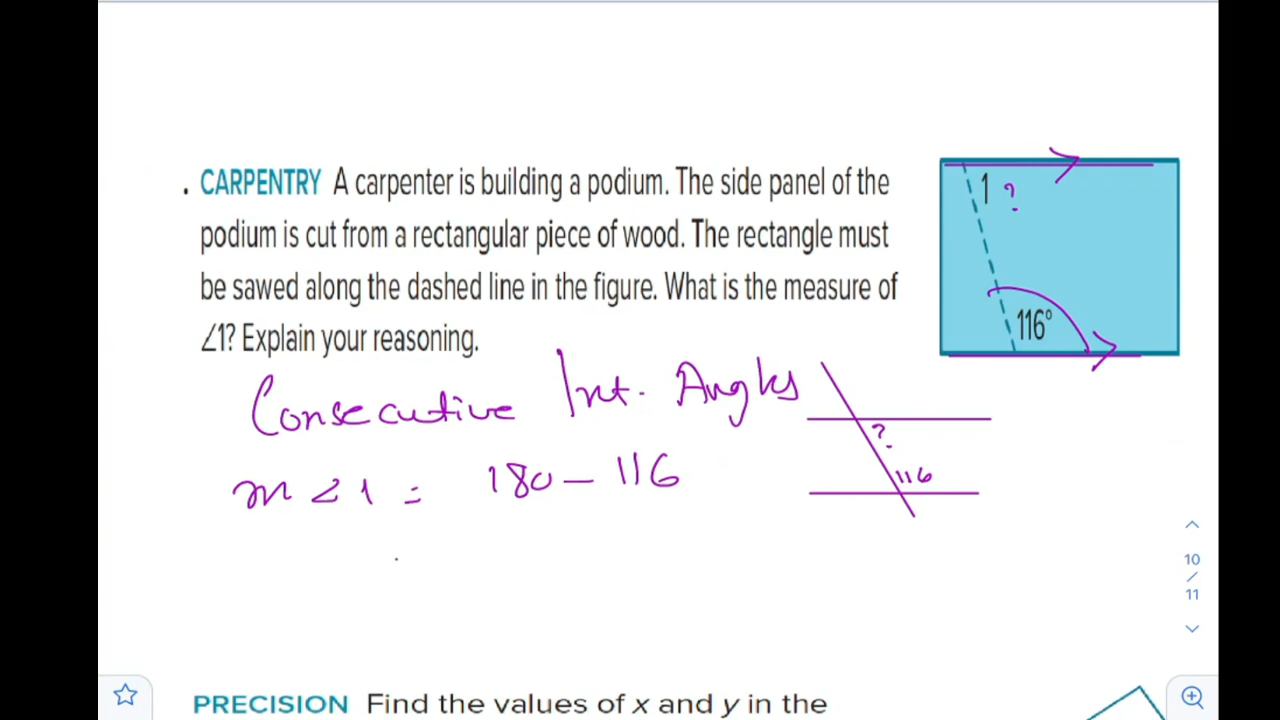 . CARPENTRY A carpenter is building a podium. The side panel of the
podium is cut from a rectangular piece of wood. The rectangle must
be sawed along the dashed line in the figure. What is the measure of
∠1? Explain your reasoning.
1 ?
116°
Consecutive Int. Angles
m<1 = 180 - 116
?
116
10
/
11
PRECISION Find the values of x and y in the